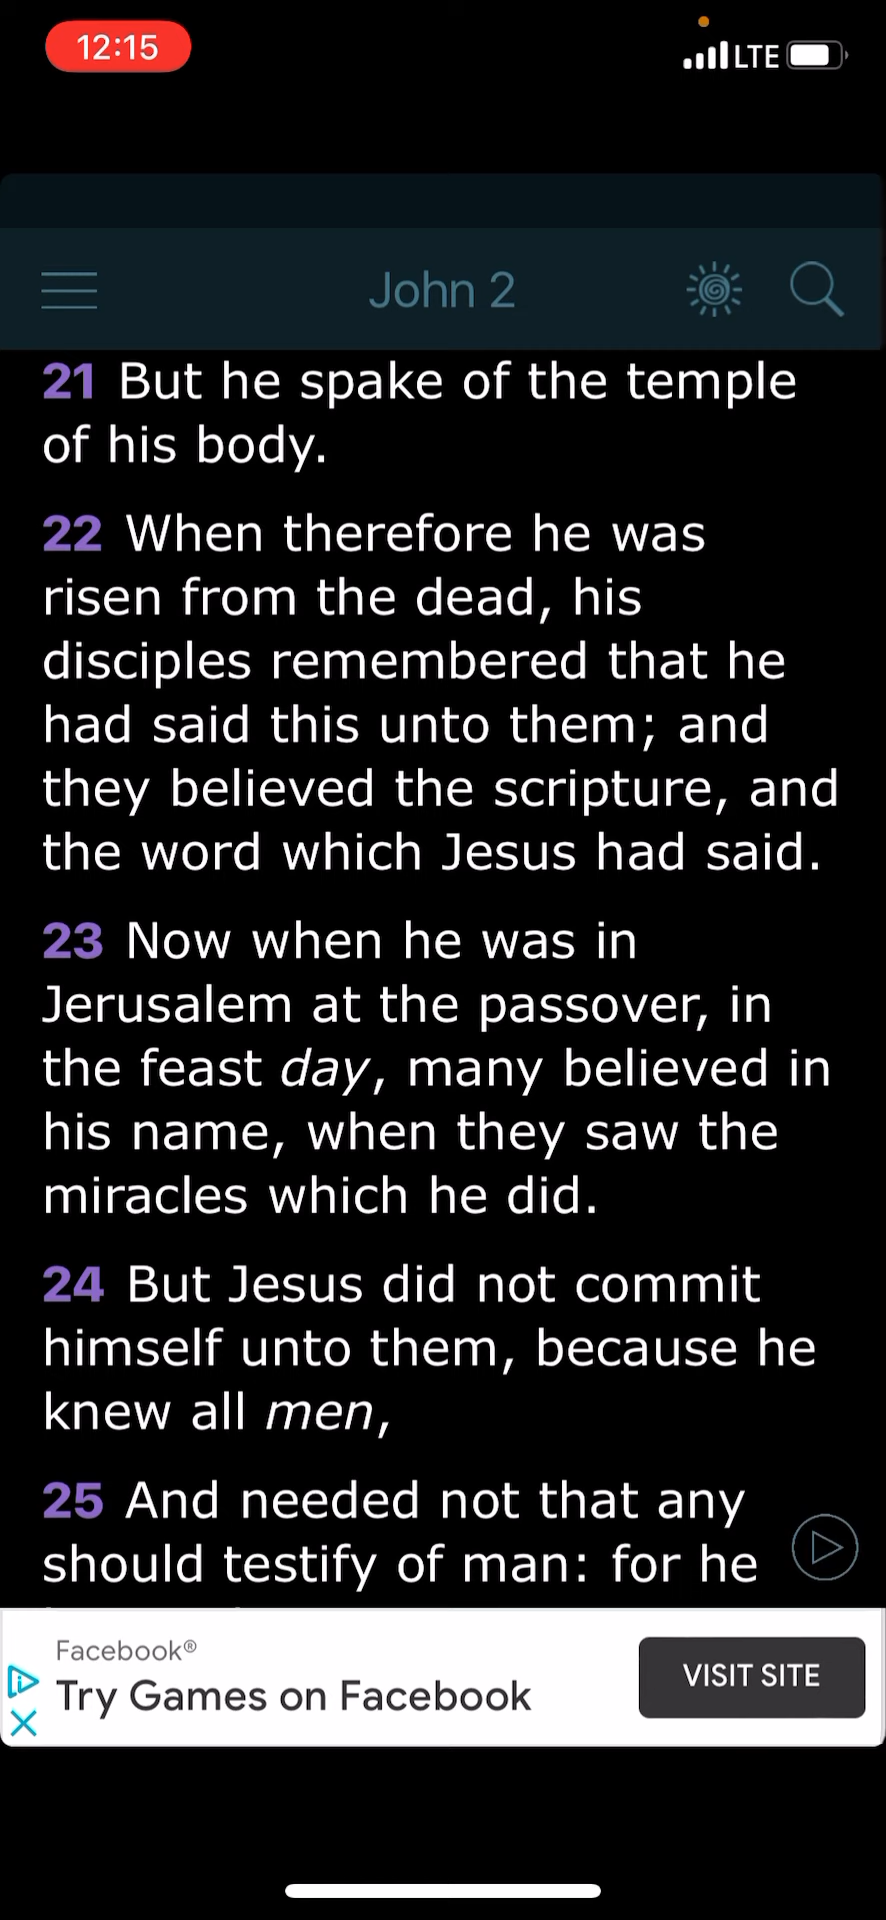 12:15
LTE
John 2
21 But he spake of the temple
of his body.
22 When therefore he was
risen from the dead, his
disciples remembered that he
had said this unto them; and
they believed the scripture, and
the word which Jesus had said.
23 Now when he was in
Jerusalem at the passover, in
the feast day, many believed in
his name, when they saw the
miracles which he did.
24 But Jesus did not commit
himself unto them, because he
knew all men,
25 And needed not that any
should testify of man: for he
Facebook®
Try Games on Facebook
VISIT SITE